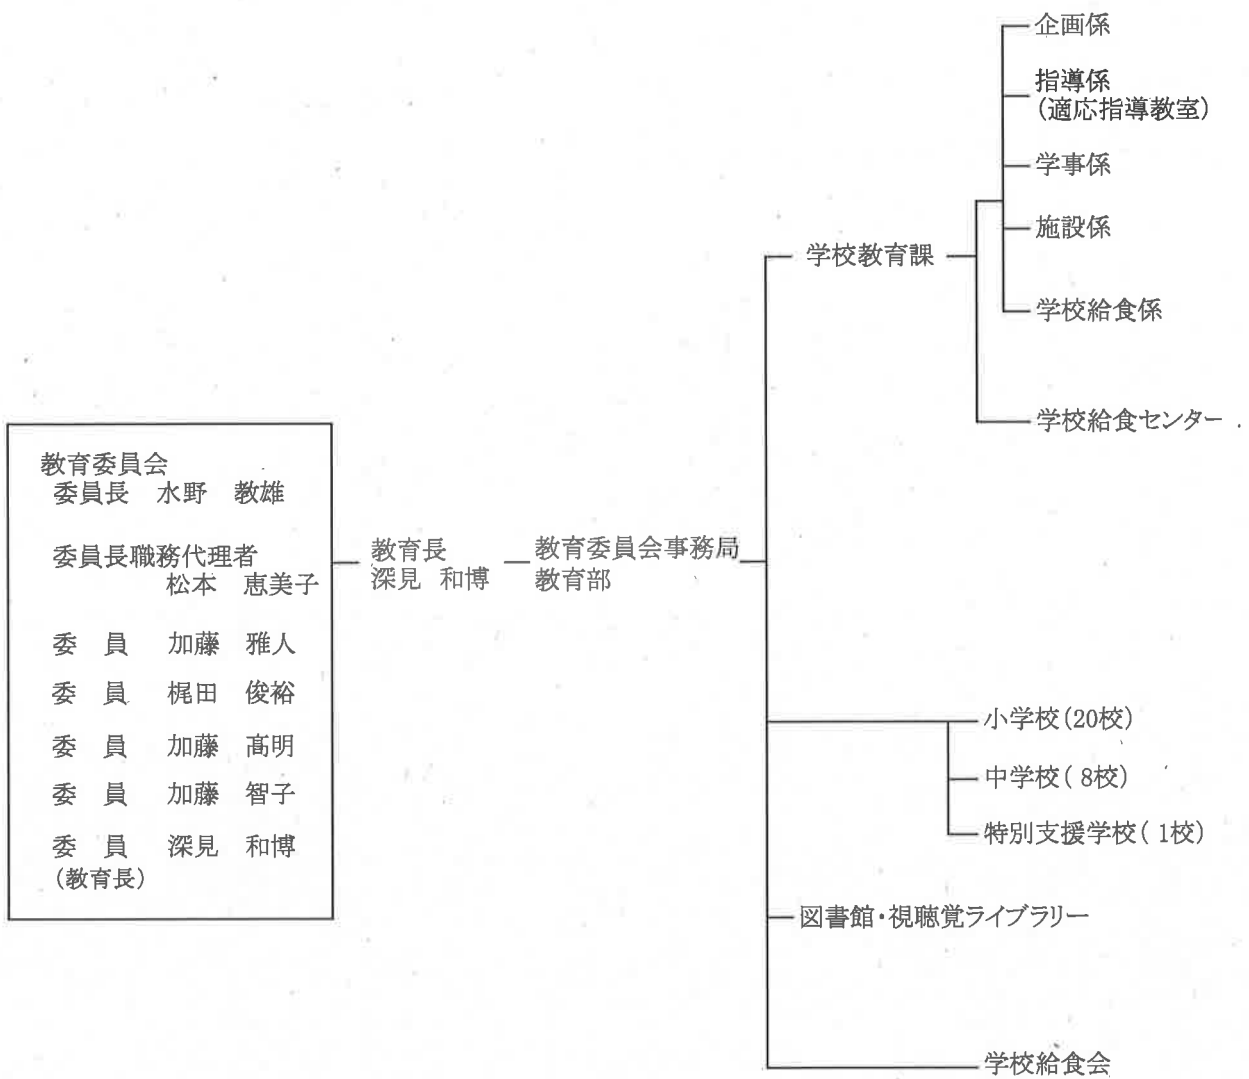 企画係
指導係
(適応指導教室)
学事係
施設係
学校教育課
学校給食係
学校給食センター
教育委員会
委員長 水野 教雄
委員長職務代理者
松本 恵美子
委 員 加藤 雅人
委 員 梶田 俊裕
委 員 加藤 髙明
委 員 加藤 智子
委 員 深見 和博
(教育長)
教育長
深見 和博
教育委員会事務局
教育部
小学校(20校)
中学校( 8校)
特別支援学校( 1校)
図書館・視聴覚ライブラリー
学校給食会